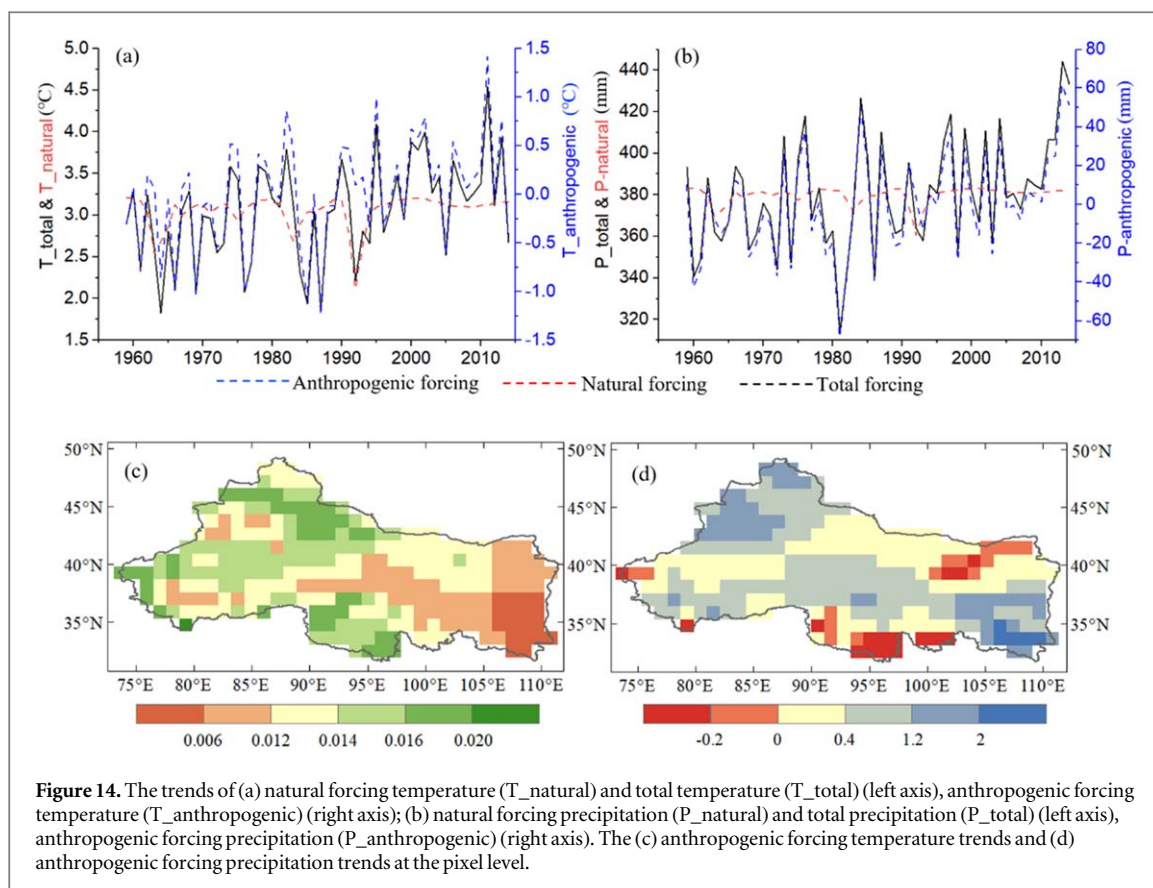 (a)
(b)
5.0
4.5
4.0
3.5
3.0
2.5
2.0
1.5
T_total & T_natural (°C)
1.5
1.0
0.5
0.0
-0.5
-1.0
-1.5
T_anthropogenic (°C)
1960 1970 1980 1990 2000 2010
440
420
400
380
360
340
320
P_total & P-natural (mm)
80
60
40
20
0
-20
-40
-60
P-anthropogenic (mm)
1960 1970 1980 1990 2000 2010
Anthropogenic forcing Natural forcing Total forcing
(c)
50°N
45°N
40°N
35°N
75°E 80°E 85°E 90°E 95°E 100°E 105°E 110°E
0.006 0.012 0.014 0.016 0.020
(d)
50°N
45°N
40°N
35°N
75°E 80°E 85°E 90°E 95°E 100°E 105°E 110°E
-0.2 0 0.4 1.2 2
Figure 14. The trends of (a) natural forcing temperature (T_natural) and total temperature (T_total) (left axis), anthropogenic forcing
temperature (T_anthropogenic) (right axis); (b) natural forcing precipitation (P_natural) and total precipitation (P_total) (left axis),
anthropogenic forcing precipitation (P_anthropogenic) (right axis). The (c) anthropogenic forcing temperature trends and (d)
anthropogenic forcing precipitation trends at the pixel level.